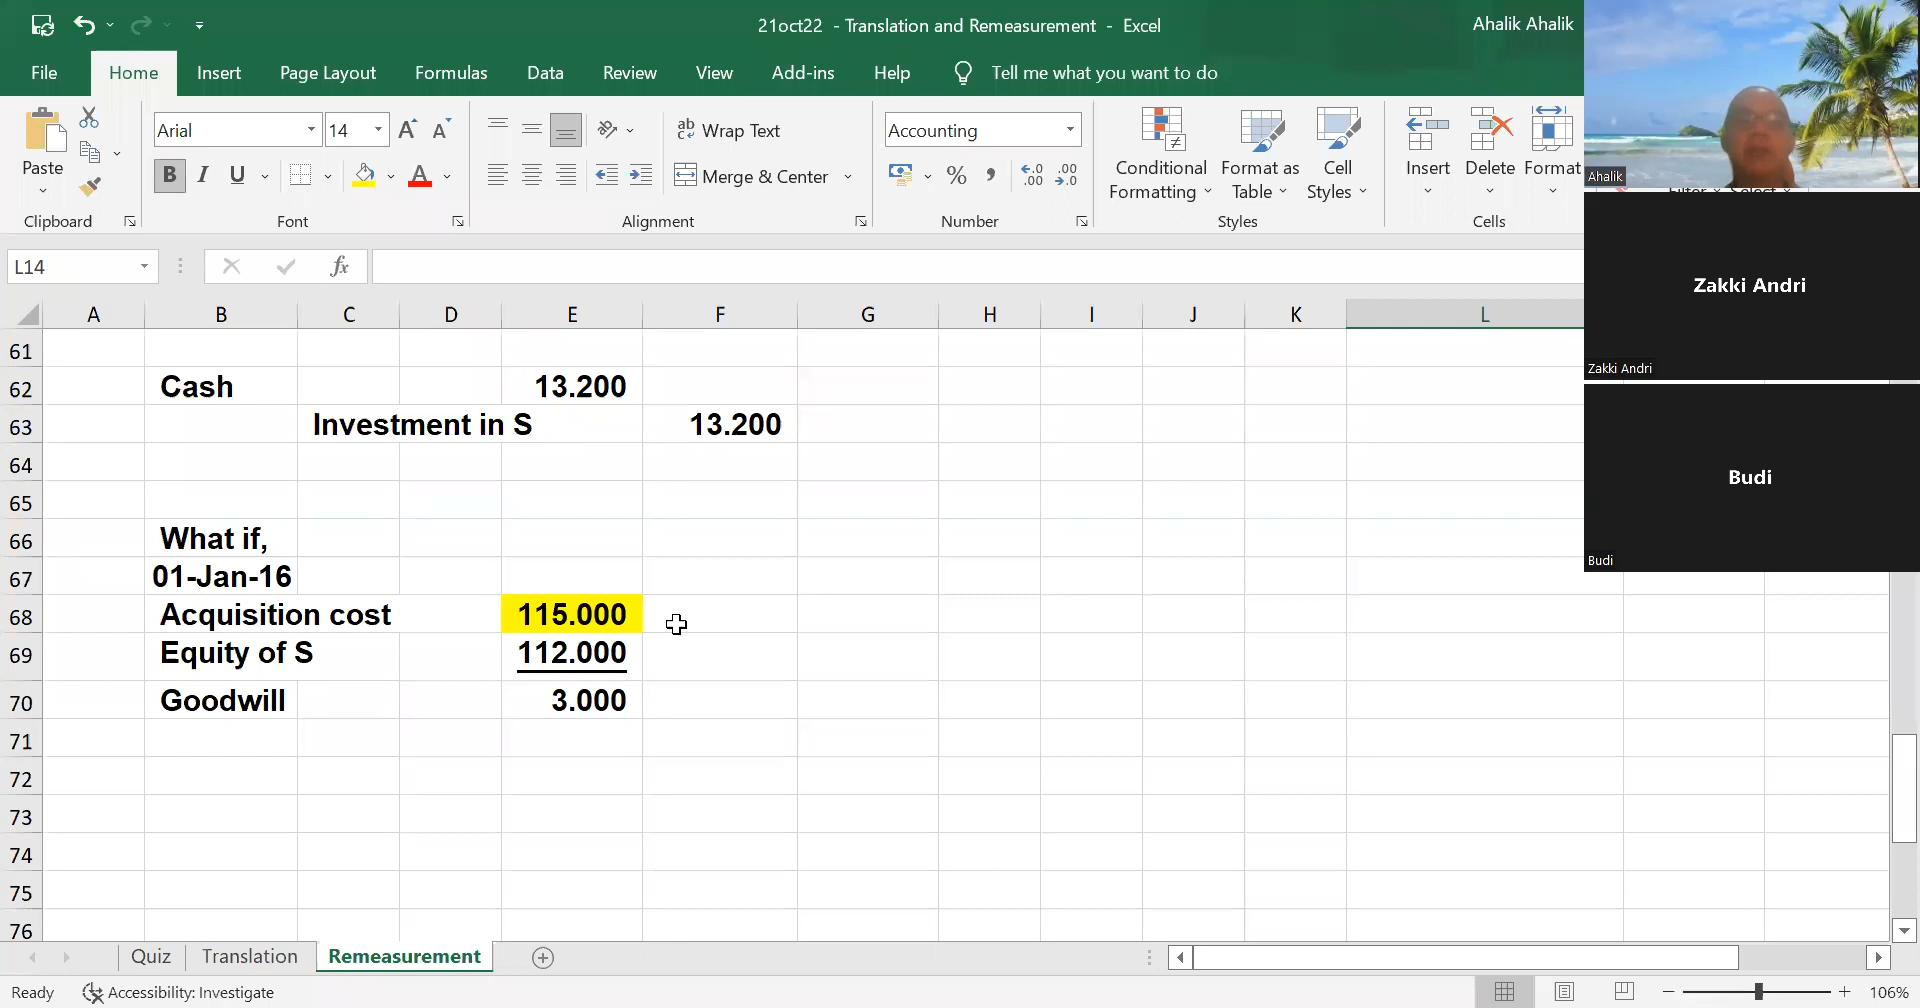 21oct22 - Translation and Remeasurement - Excel
Ahalik Ahalik
File Home Insert Page Layout Formulas Data Review View Add-ins Help Tell me what you want to do
Paste
Clipboard
Arial 14
B I U A
Font
ab Wrap Text
Merge & Center
Alignment
Accounting
% , .00 .00
Number
Conditional Formatting
Format as Table
Cell Styles
Styles
Insert Delete Format
Cells
L14 fx
A B C D E F G H I J K L
61
62 Cash 13.200
63 Investment in S 13.200
64
65
66 What if,
67 01-Jan-16
68 Acquisition cost 115.000
69 Equity of S 112.000
70 Goodwill 3.000
71
72
73
74
75
76
Quiz Translation Remeasurement
Ready Accessibility: Investigate 106%
Ahalik
Zakki Andri
Zakki Andri
Budi
Budi